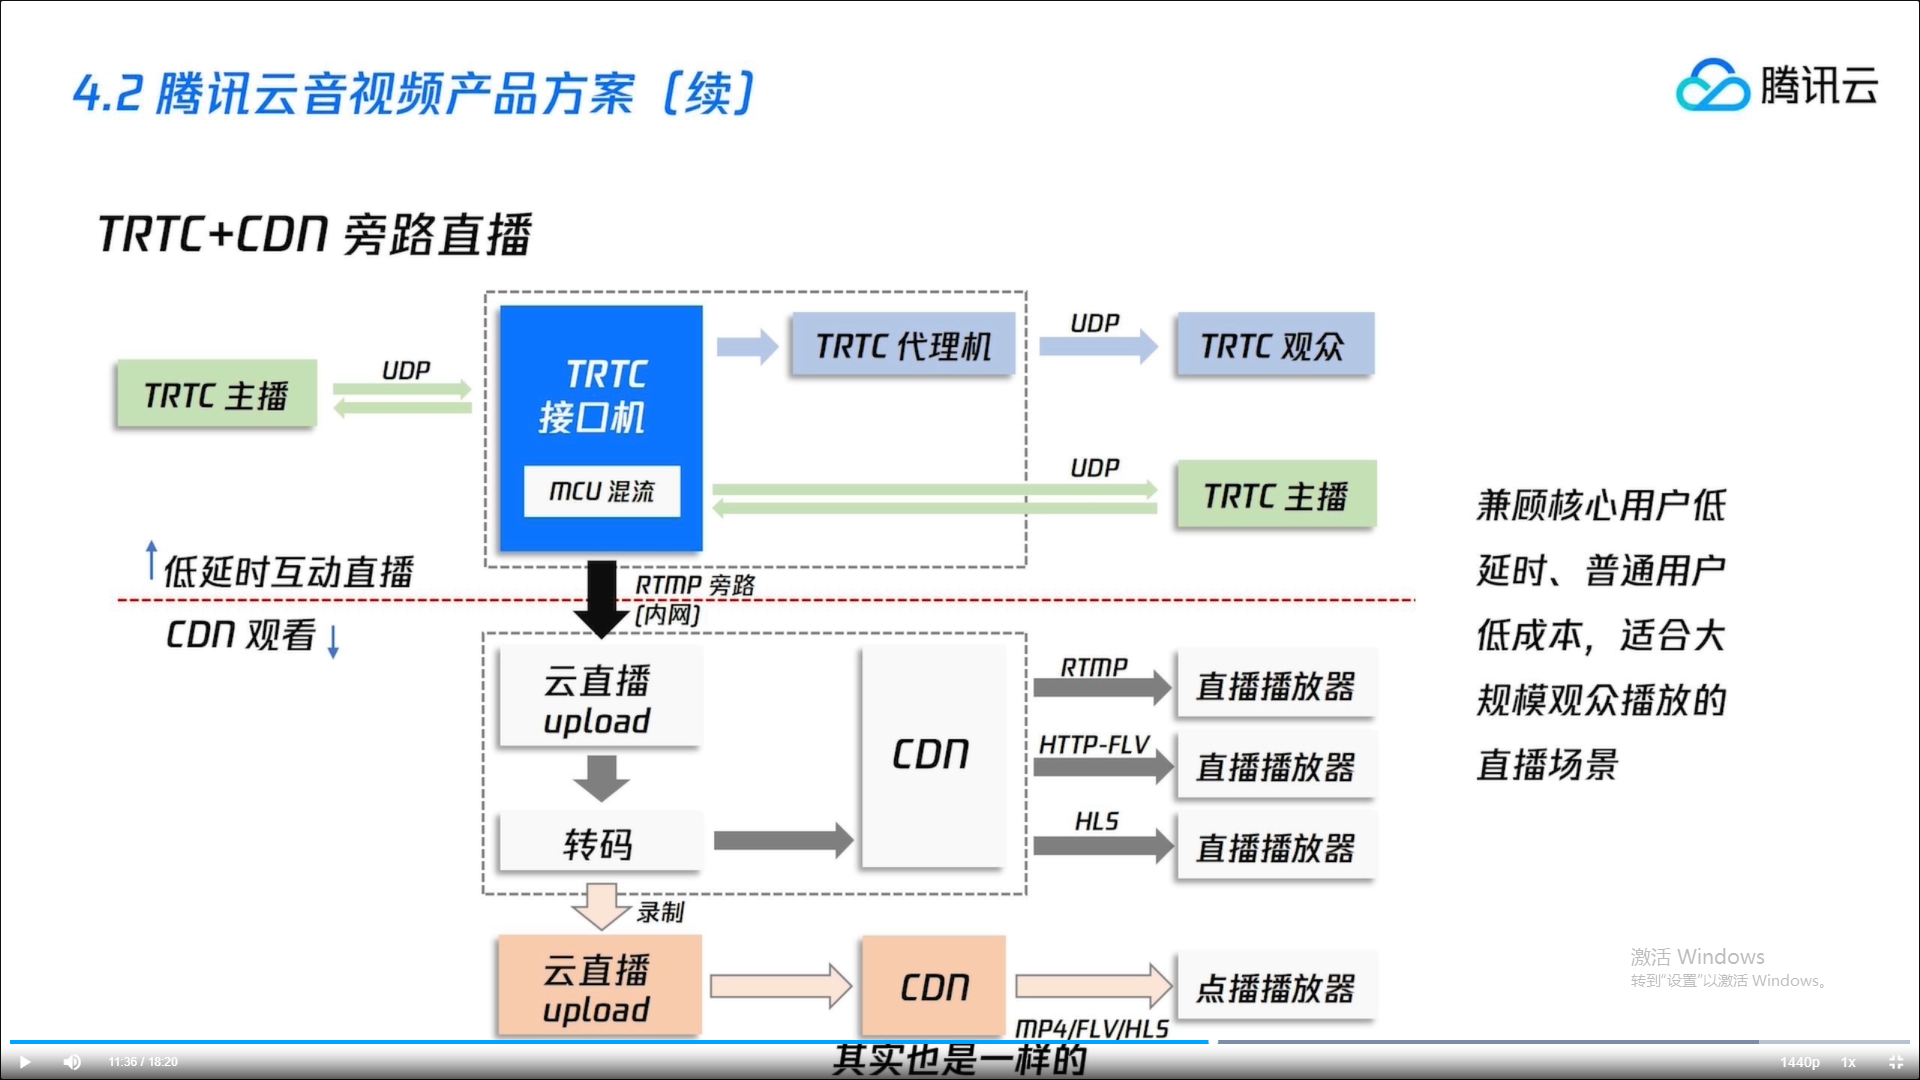 4.2 腾讯云音视频产品方案（续）
腾讯云
TRTC+CDN 旁路直播
TRTC 主播
UDP
TRTC
接口机
MCU 混流
TRTC 代理机
UDP
TRTC 观众
UDP
TRTC 主播
低延时互动直播
RTMP 旁路
(内网)
CDN 观看
兼顾核心用户低
延时、普通用户
低成本，适合大
规模观众播放的
直播场景
云直播
upload
转码
CDN
RTMP
直播播放器
HTTP-FLV
直播播放器
HLS
直播播放器
录制
云直播
upload
CDN
MP4/FLV/HLS
点播播放器
激活 Windows
转到“设置”以激活 Windows。
其实也是一样的
11:36 / 18:20
1440p
1x